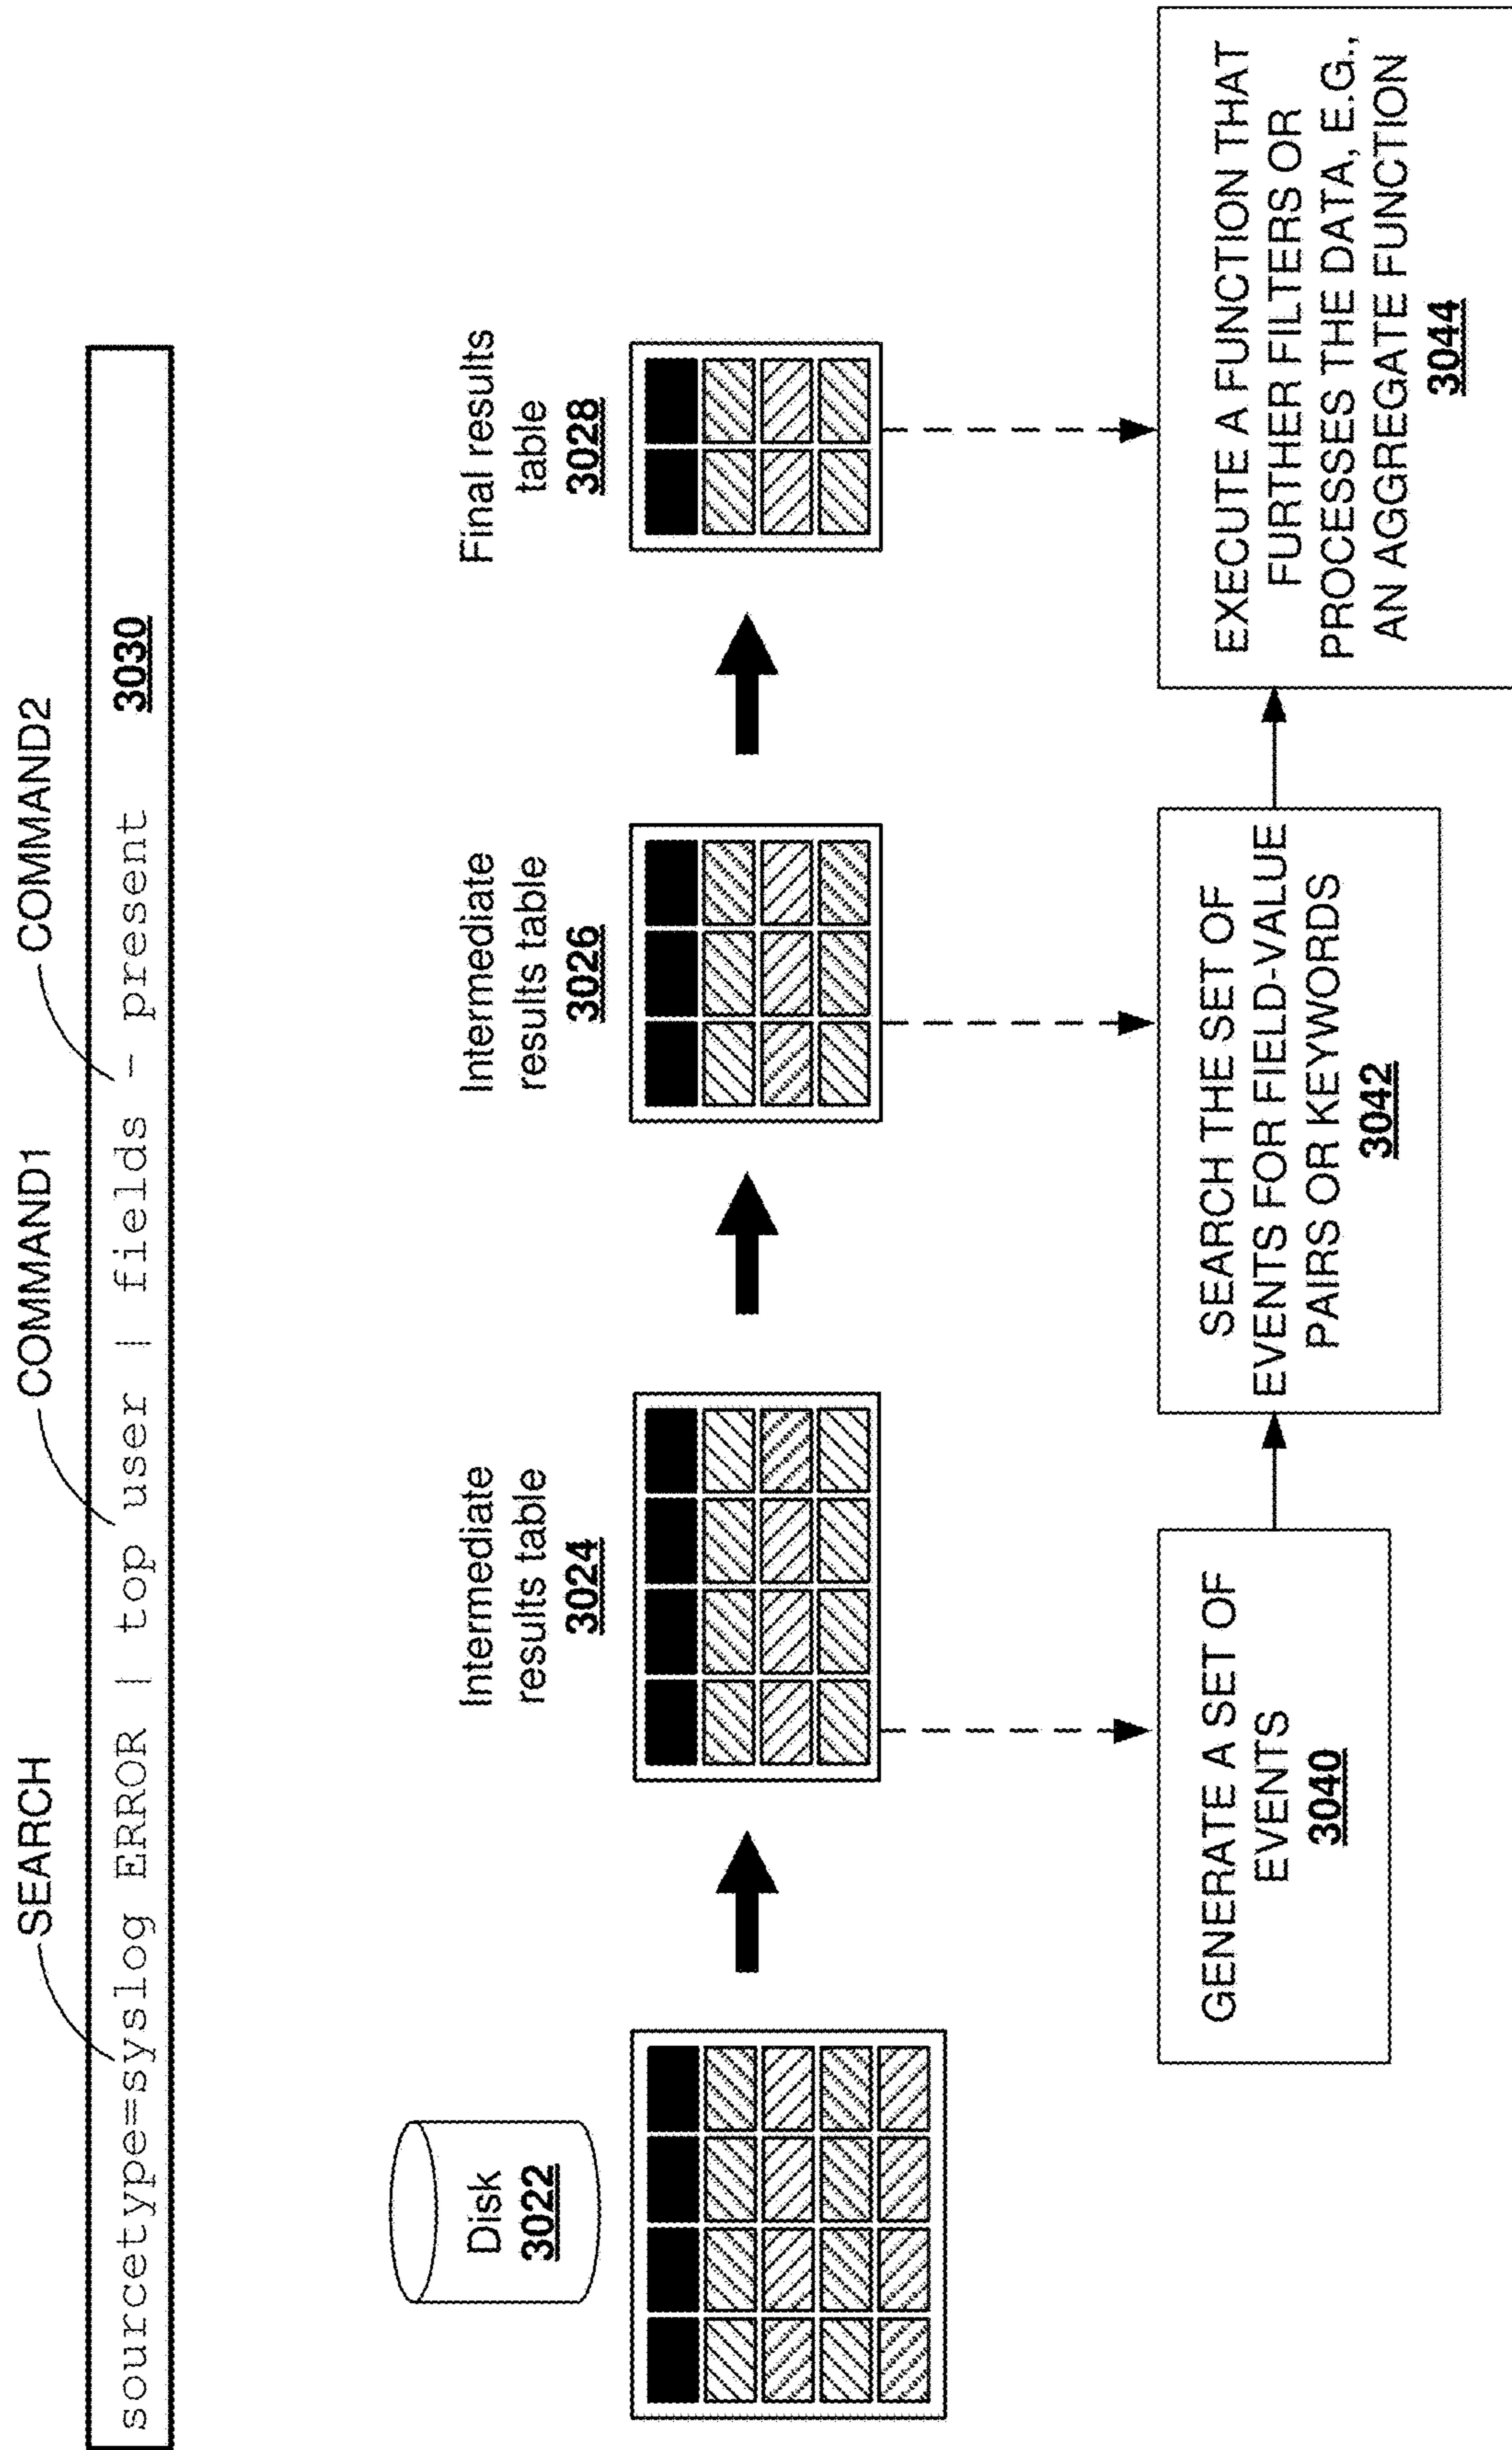 SEARCH
COMMAND1
COMMAND2
sourcetype=syslog ERROR | top user | fields - present 3030
Disk
3022
Intermediate
results table
3024
Intermediate
results table
3026
Final results
table
3028
GENERATE A SET OF
EVENTS
3040
SEARCH THE SET OF
EVENTS FOR FIELD-VALUE
PAIRS OR KEYWORDS
3042
EXECUTE A FUNCTION THAT
FURTHER FILTERS OR
PROCESSES THE DATA, E.G.,
AN AGGREGATE FUNCTION
3044